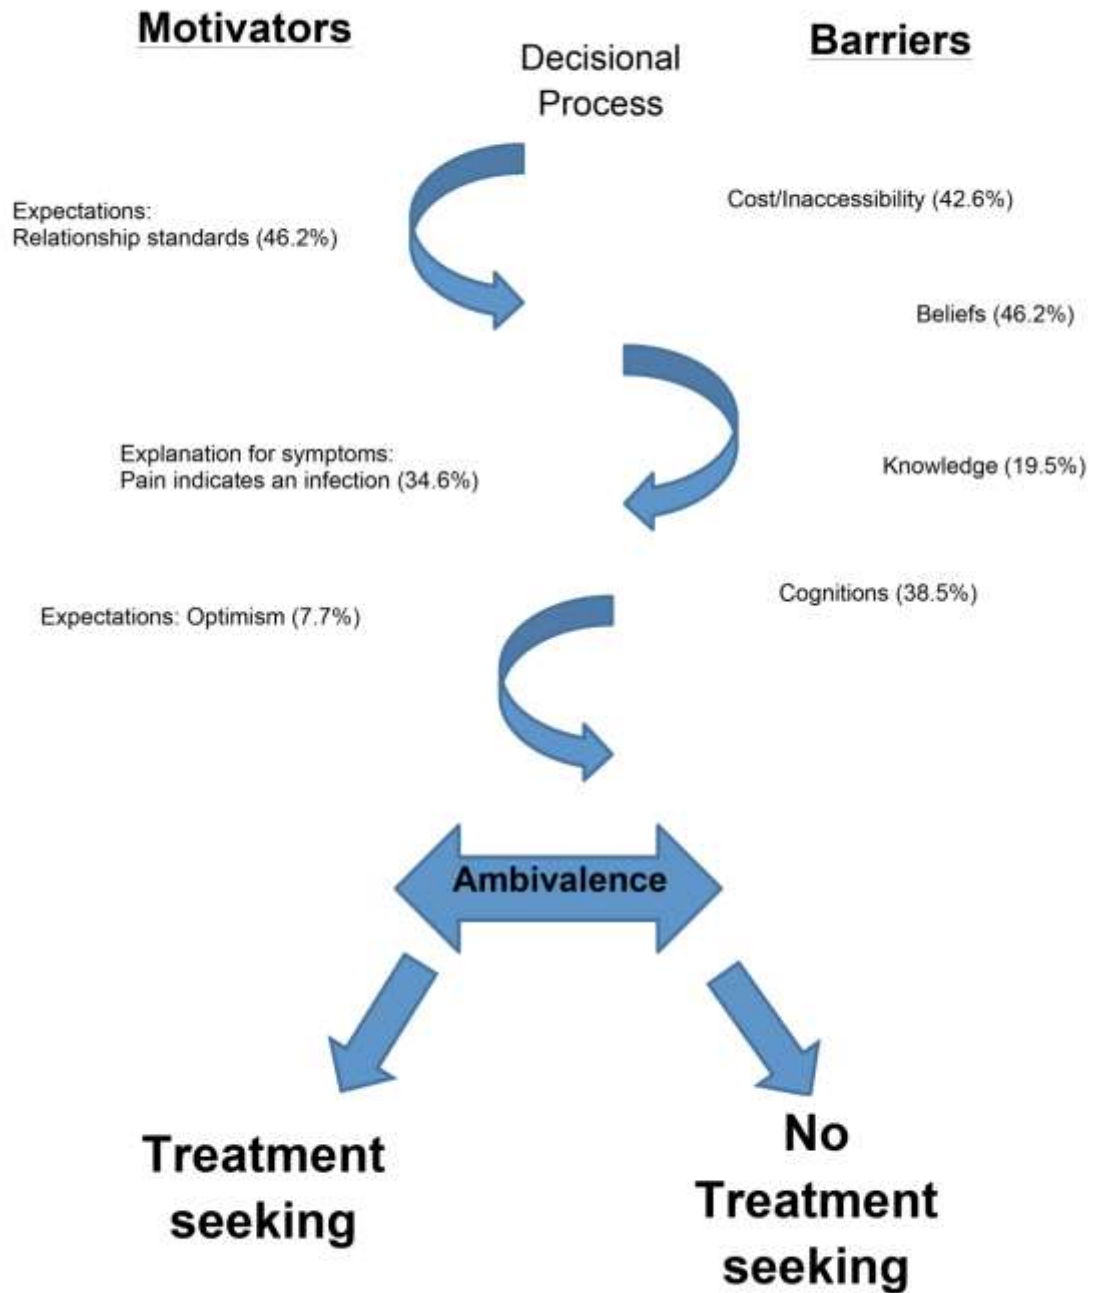 Motivators
Decisional
Process
Barriers
Expectations:
Relationship standards (46.2%)
Cost/Inaccessibility (42.6%)
Beliefs (46.2%)
Explanation for symptoms:
Pain indicates an infection (34.6%)
Knowledge (19.5%)
Expectations: Optimism (7.7%)
Cognitions (38.5%)
Ambivalence
Treatment
seeking
No
Treatment
seeking